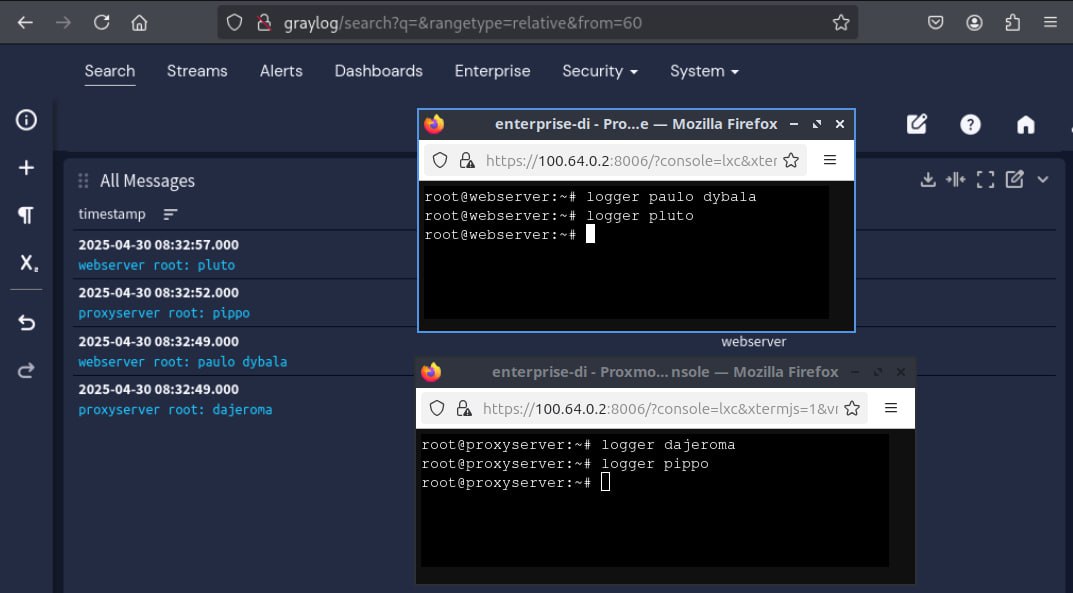 graylog/search?q=&rangetype=relative&from=60
Search Streams Alerts Dashboards Enterprise Security System
All Messages
timestamp
2025-04-30 08:32:57.000
webserver root: pluto
2025-04-30 08:32:52.000
proxyserver root: pippo
2025-04-30 08:32:49.000
webserver root: paulo dybala
2025-04-30 08:32:49.000
proxyserver root: dajeroma
enterprise-di - Pro...e — Mozilla Firefox
https://100.64.0.2:8006/?console=lxc&xter
root@webserver:~# logger paulo dybala
root@webserver:~# logger pluto
root@webserver:~#
webserver
enterprise-di - Proxmo...nsole — Mozilla Firefox
https://100.64.0.2:8006/?console=lxc&xtermjs=1&vr
root@proxyserver:~# logger dajeroma
root@proxyserver:~# logger pippo
root@proxyserver:~#